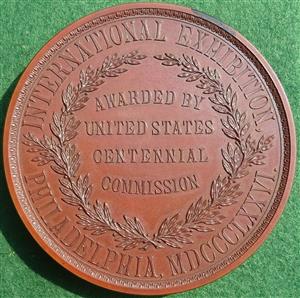 INTERNATIONAL EXHIBITION,
PHILADELPHIA, MDCCCLXXVI.
AWARDED BY
UNITED STATES
CENTENNIAL
COMMISSION